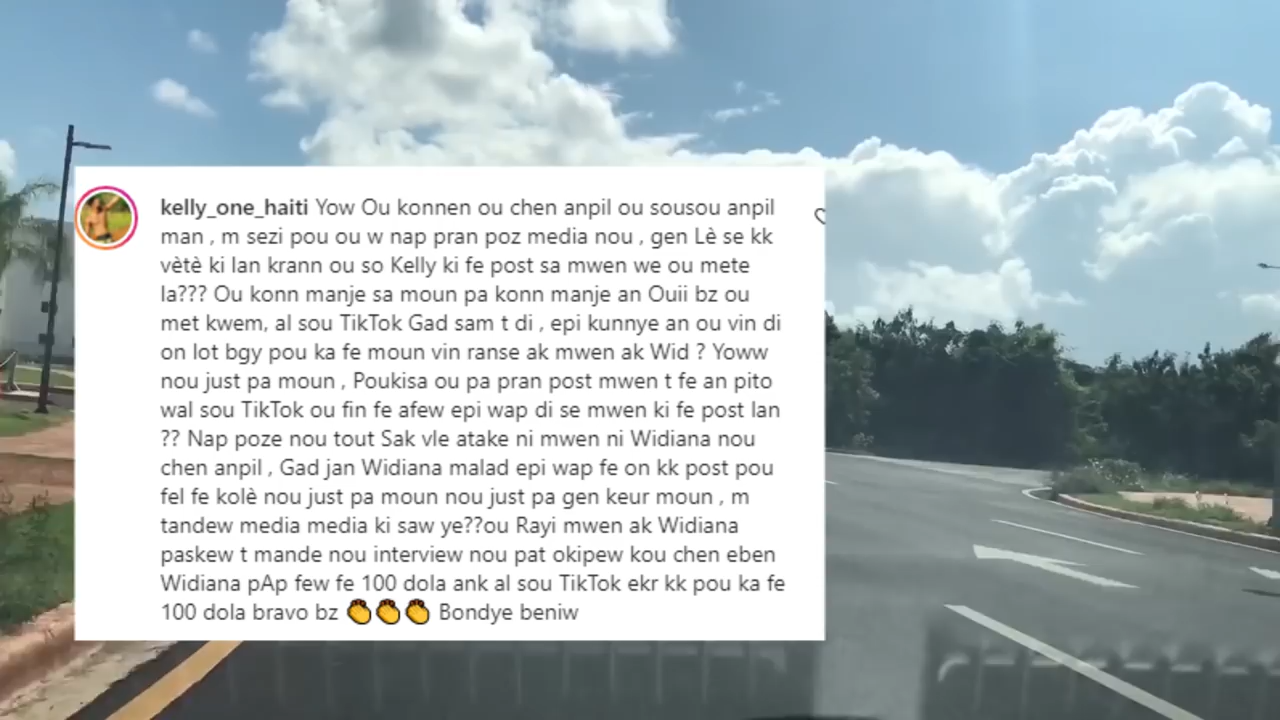 kelly_one_haiti Yow Ou konnen ou chen anpil ou sousou anpil
man , m sezi pou ou w nap pran poz media nou , gen Lè se kk
vètè ki lan krann ou so Kelly ki fe post sa mwen we ou mete
la??? Ou konn manje sa moun pa konn manje an Ouii bz ou
met kwem, al sou TikTok Gad sam t di , epi kunnye an ou vin di
on lot bgy pou ka fe moun vin ranse ak mwen ak Wid ? Yoww
nou just pa moun , Poukisa ou pa pran post mwen t fe an pito
wal sou TikTok ou fin fe afew epi wap di se mwen ki fe post lan
?? Nap poze nou tout Sak vle atake ni mwen ni Widiana nou
chen anpil , Gad jan Widiana malad epi wap fe on kk post pou
fel fe kolè nou just pa moun nou just pa gen keur moun , m
tandew media media ki saw ye??ou Rayi mwen ak Widiana
paskew t mande nou interview nou pat okipew kou chen eben
Widiana pAp few fe 100 dola ank al sou TikTok ekr kk pou ka fe
100 dola bravo bz 👏👏👏 Bondye beniw